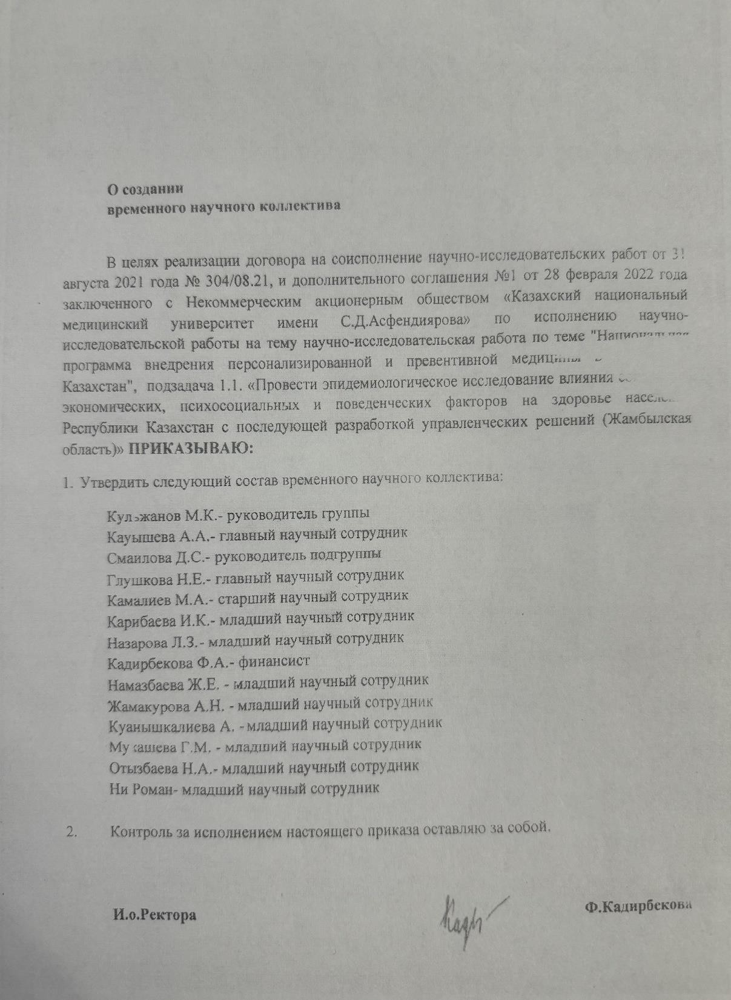 О создании
временного научного коллектива
В целях реализации договора на соисполнение научно-исследовательских работ от 31
августа 2021 года № 304/08.21, и дополнительного соглашения №1 от 28 февраля 2022 года
заключенного с Некоммерческим акционерным обществом «Казахский национальный
медицинский университет имени С.Д.Асфендиярова» по исполнению научно-
исследовательской работы на тему научно-исследовательская работа по теме "Национальная
программа внедрения персонализированной и превентивной медицины в
Казахстан", подзадача 1.1. «Провести эпидемиологическое исследование влияния
экономических, психосоциальных и поведенческих факторов на здоровье
Республики Казахстан с последующей разработкой управленческих решений (Жамбылская
область)» ПРИКАЗЫВАЮ:
1. Утвердить следующий состав временного научного коллектива:
Кульжанов М.К.- руководитель группы
Кауышева А.А.- главный научный сотрудник
Смаилова Д.С.- руководитель подгруппы
Глушкова Н.Е.- главный научный сотрудник
Камалиев М.А.- старший научный сотрудник
Карибаева И.К.- младший научный сотрудник
Назарова Л.З.- младший научный сотрудник
Кадирбекова Ф.А.- финансист
Намазбаева Ж.Е. - младший научный сотрудник
Жамакурова А.Н. - младший научный сотрудник
Куанышкалиева А. - младший научный сотрудник
Г.М. - младший научный сотрудник
Отызбаева Н.А.- младший научный сотрудник
Ни Роман- младший научный сотрудник
2. Контроль за исполнением настоящего приказа оставляю за собой.
И.о.Ректора Ф.Кадирбекова